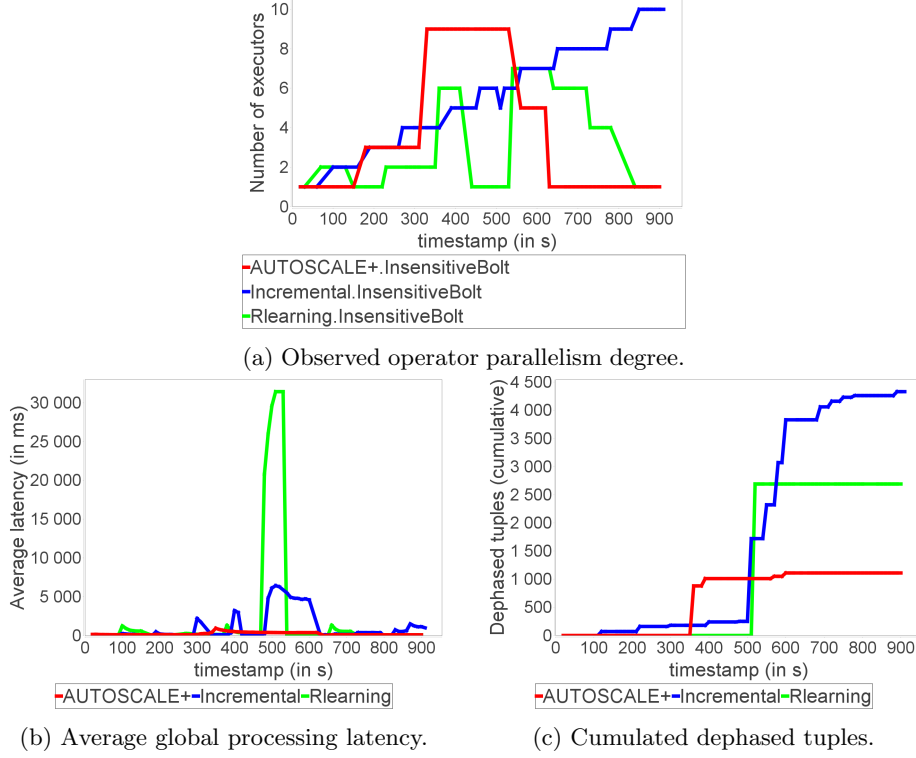 10
8
6
4
2
0
Number of executors
0 100 200 300 400 500 600 700 800 900
timestamp (in s)
AUTOSCALE+.InsensitiveBolt
Incremental.InsensitiveBolt
Rlearning.InsensitiveBolt
(a) Observed operator parallelism degree.
30 000
25 000
20 000
15 000
10 000
5 000
0
Average latency (in ms)
0 100 200 300 400 500 600 700 800 900
timestamp (in s)
AUTOSCALE+ Incremental Rlearning
(b) Average global processing latency.
4 500
4 000
3 500
3 000
2 500
2 000
1 500
1 000
500
0
Dephased tuples (cumulative)
0 100 200 300 400 500 600 700 800 900
timestamp (in s)
AUTOSCALE+ Incremental Rlearning
(c) Cumulated dephased tuples.